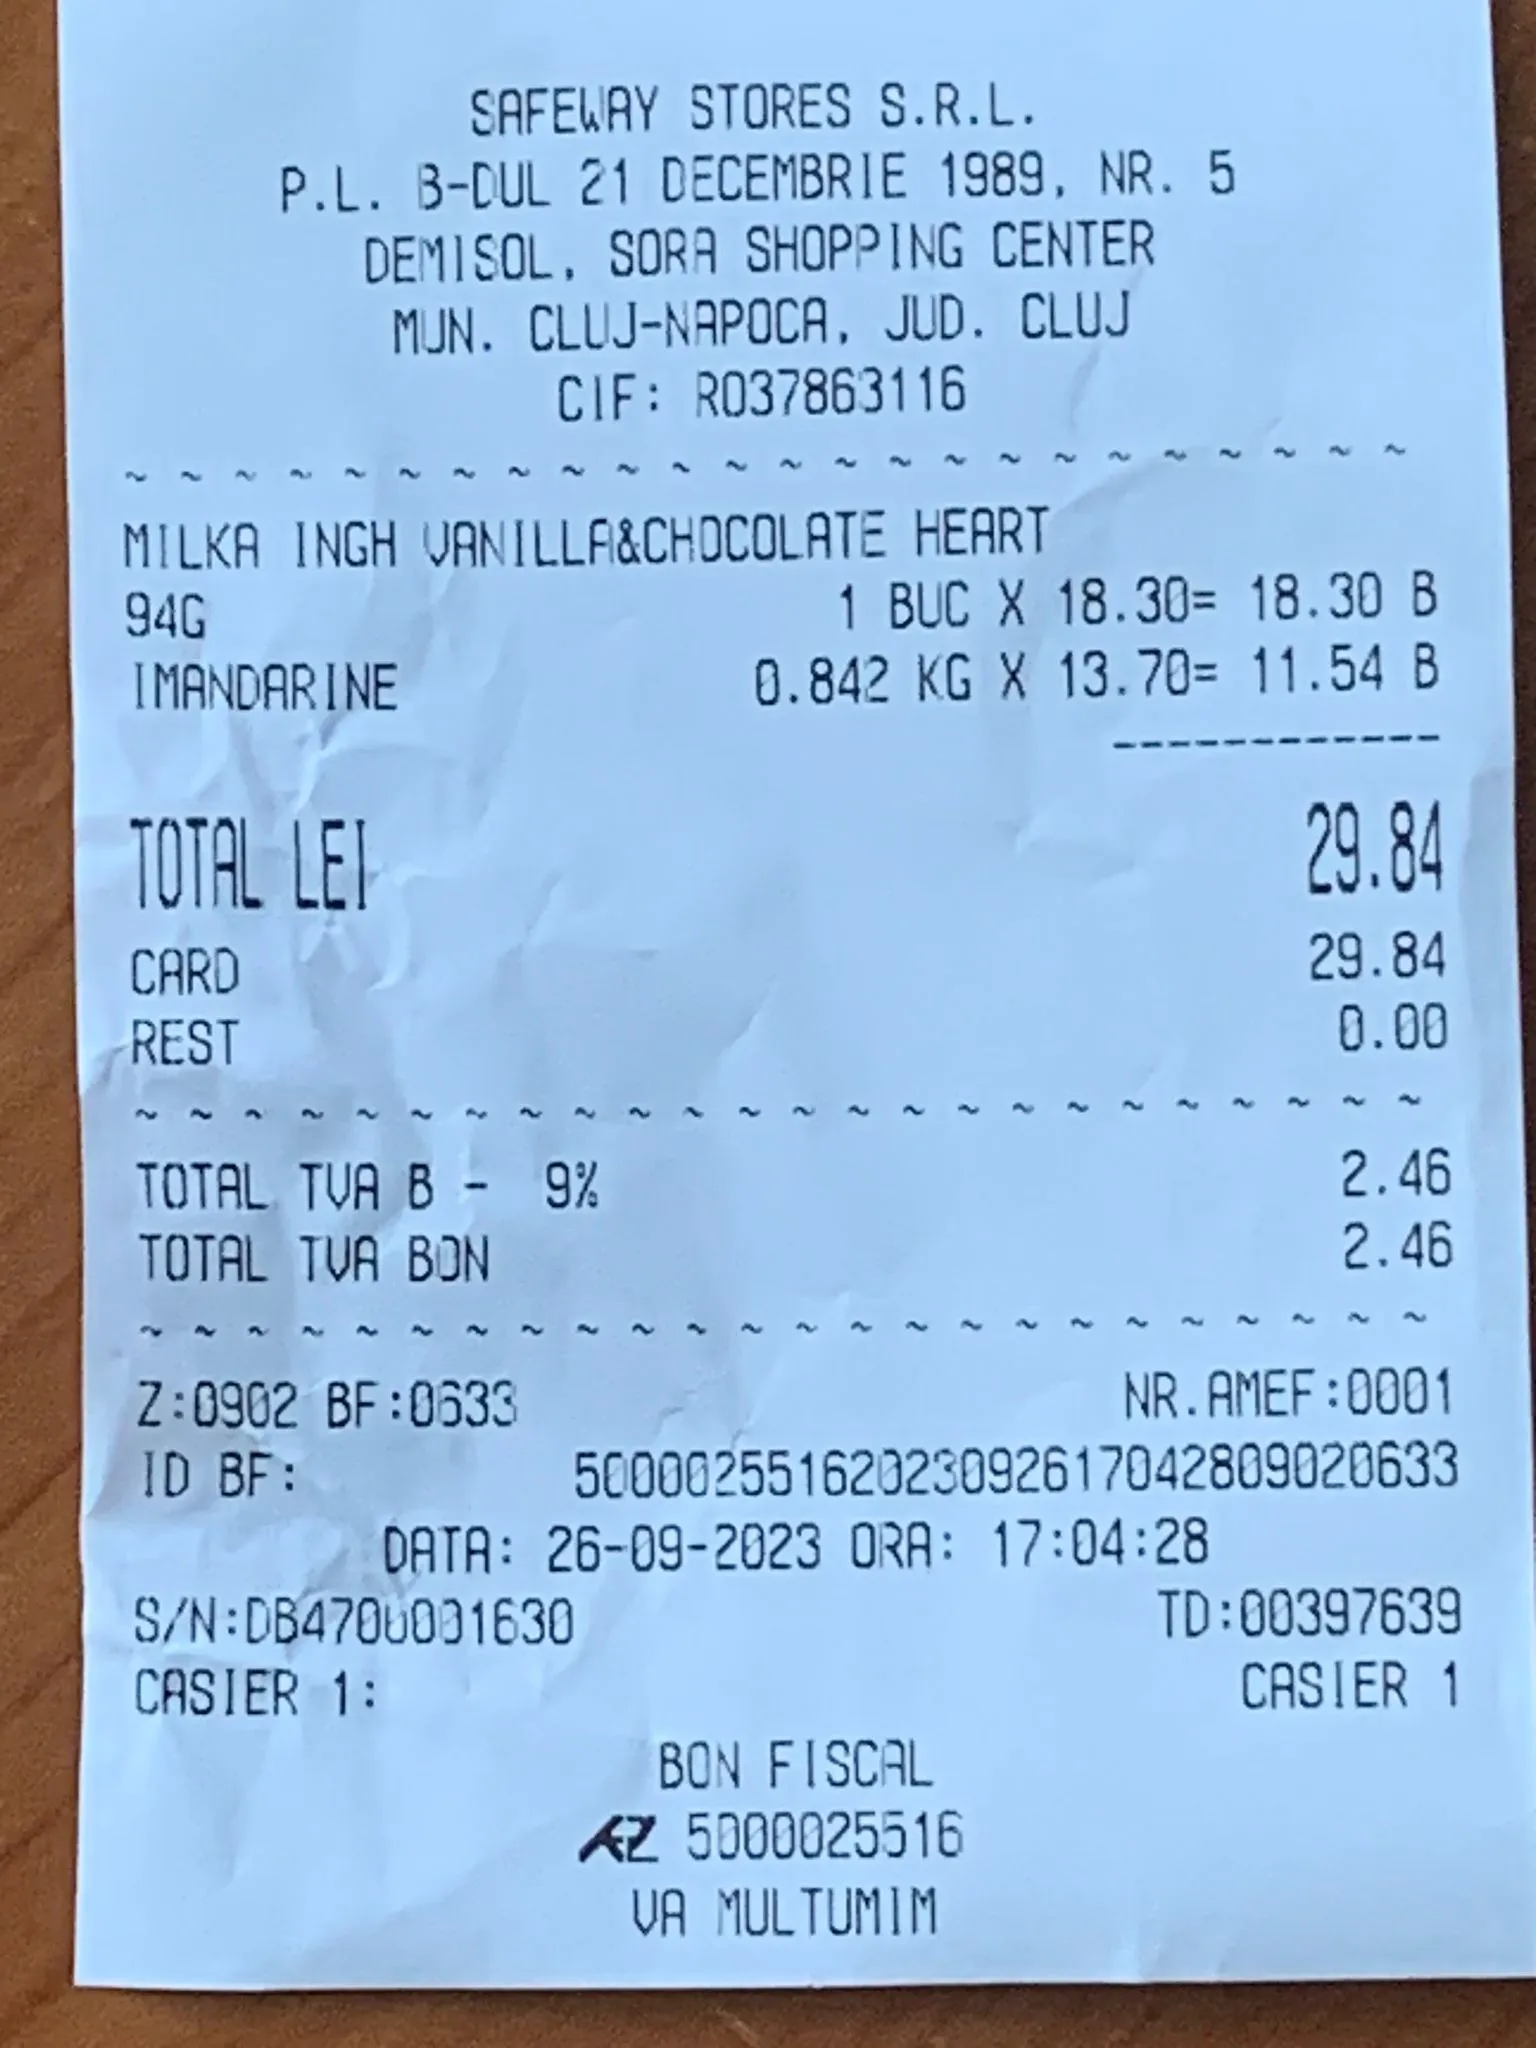 SAFEWAY STORES S.R.L.
P.L. B-DUL 21 DECEMBRIE 1989, NR. 5
DEMISOL, SORA SHOPPING CENTER
MUN. CLUJ-NAPOCA, JUD. CLUJ
CIF: RO37863116
~ ~ ~ ~ ~ ~ ~ ~ ~ ~ ~ ~ ~ ~ ~ ~ ~ ~ ~ ~ ~ ~ ~ ~
MILKA INGH VANILLA&CHOCOLATE HEART
94G 1 BUC X 18.30= 18.30 B
IMANDARINE 0.842 KG X 13.70= 11.54 B
------------
TOTAL LEI 29.84
CARD 29.84
REST 0.00
~ ~ ~ ~ ~ ~ ~ ~ ~ ~ ~ ~ ~ ~ ~ ~ ~ ~ ~ ~ ~ ~ ~ ~
TOTAL TVA B - 9% 2.46
TOTAL TVA BON 2.46
~ ~ ~ ~ ~ ~ ~ ~ ~ ~ ~ ~ ~ ~ ~ ~ ~ ~ ~ ~ ~ ~ ~ ~
Z:0902 BF:0633 NR.AMEF:0001
ID BF: 50000255162023092617042809020633
DATA: 26-09-2023 ORA: 17:04:28
S/N:DB4700001630 TD:00397639
CASIER 1: CASIER 1
BON FISCAL
5000025516
VA MULTUMIM